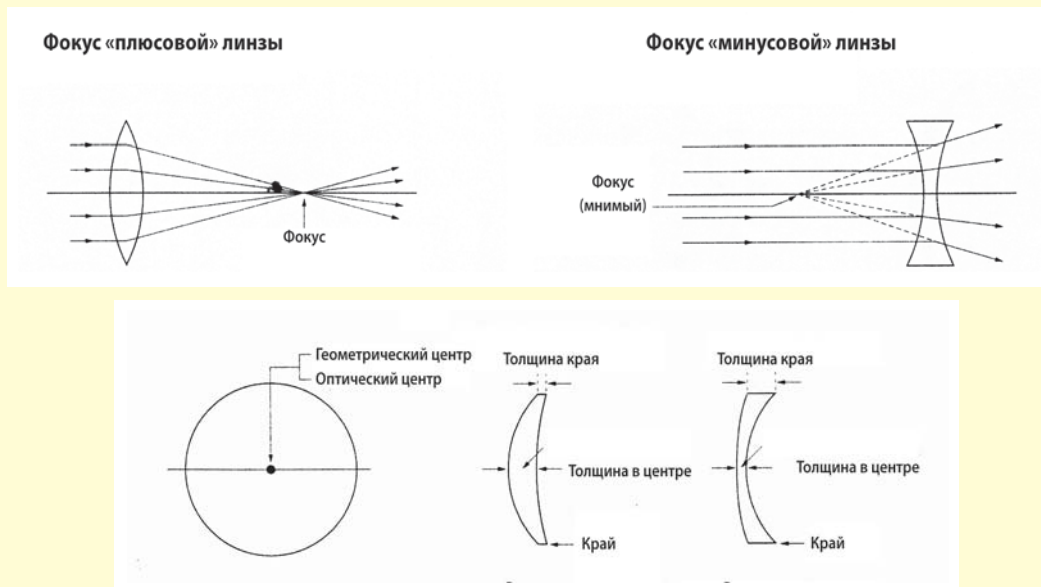 Фокус «плюсовой» линзы
Фокус «минусовой» линзы
Фокус
Фокус
(мнимый)
Геометрический центр
Оптический центр
Толщина края
Толщина в центре
Край
Толщина края
Толщина в центре
Край